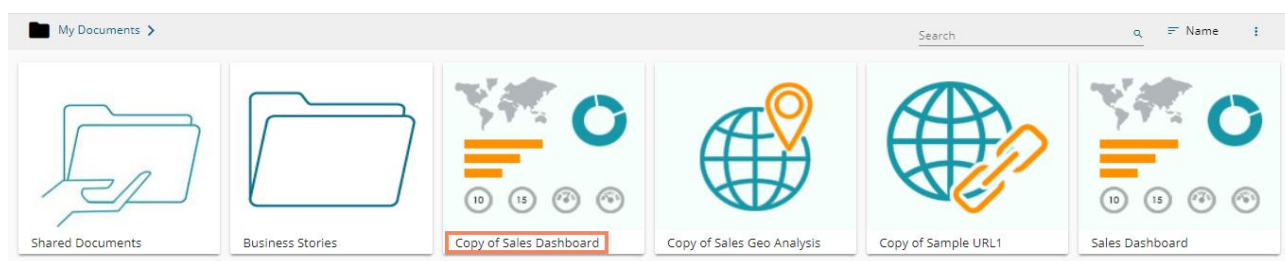 My Documents
Search
Name
10 15
10 15
Shared Documents
Business Stories
Copy of Sales Dashboard
Copy of Sales Geo Analysis
Copy of Sample URL1
Sales Dashboard